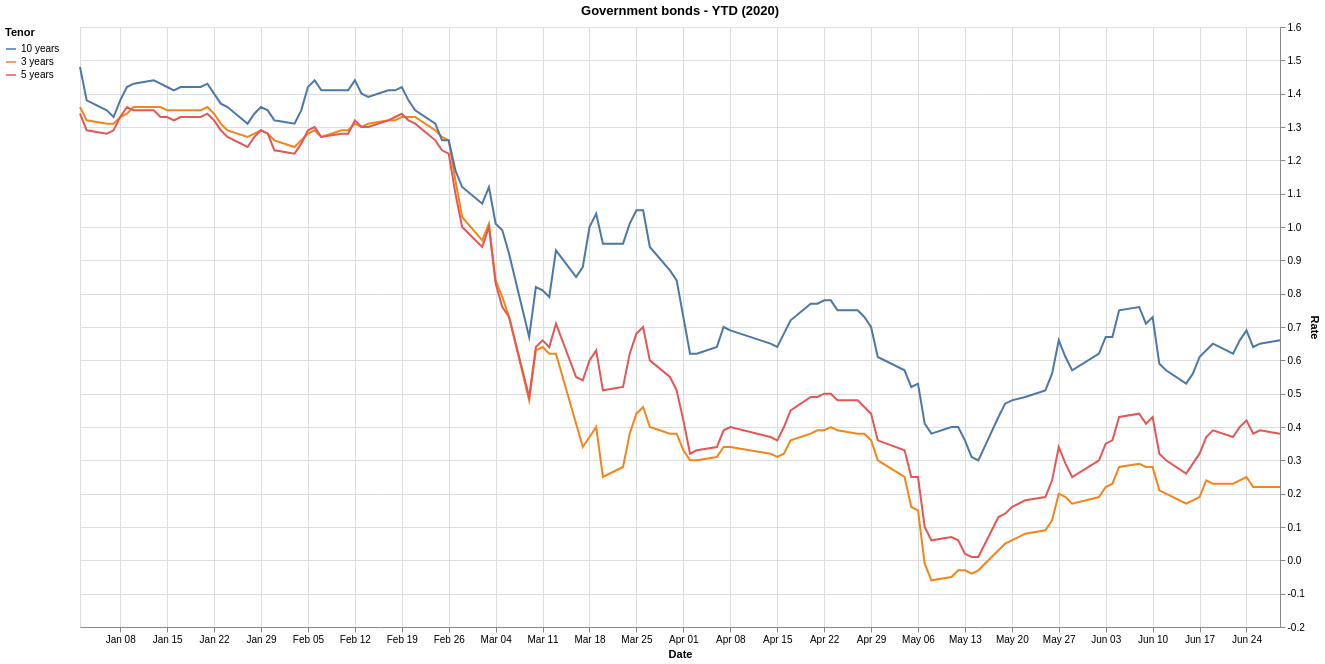 Government bonds - YTD (2020)
Tenor
10 years
3 years
5 years
1.6
1.5
1.4
1.3
1.2
1.1
1.0
0.9
0.8
0.7
0.6
0.5
0.4
0.3
0.2
0.1
0.0
-0.1
-0.2
Rate
Jan 08 Jan 15 Jan 22 Jan 29 Feb 05 Feb 12 Feb 19 Feb 26 Mar 04 Mar 11 Mar 18 Mar 25 Apr 01 Apr 08 Apr 15 Apr 22 Apr 29 May 06 May 13 May 20 May 27 Jun 03 Jun 10 Jun 17 Jun 24
Date